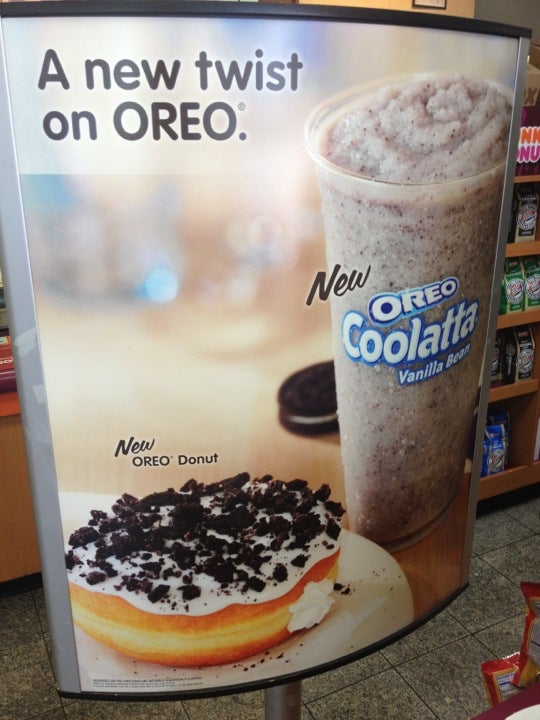 A new twist
on OREO.®
New
OREO
Coolatta
Vanilla Bean
New
OREO® Donut